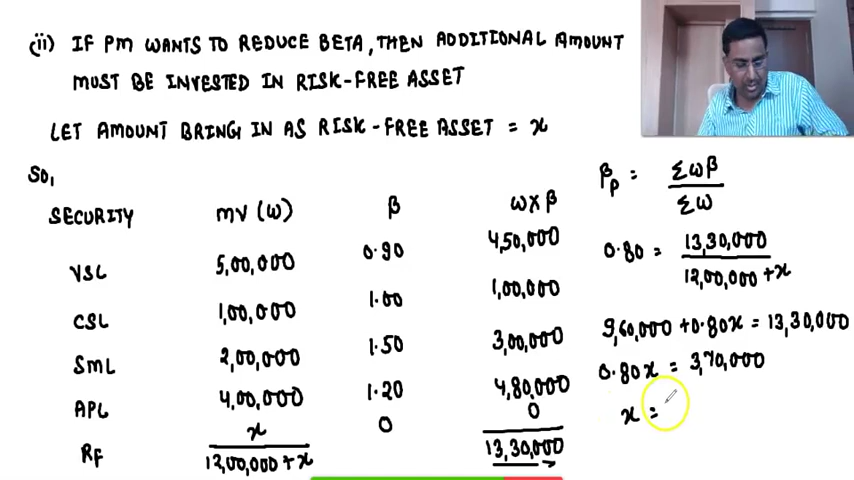 (ii) IF PM WANTS TO REDUCE BETA, THEN ADDITIONAL AMOUNT
MUST BE INVESTED IN RISK-FREE ASSET
LET AMOUNT BRING IN AS RISK-FREE ASSET = x
SO,
SECURITY MV (W) β W X β
VSL 5,00,000 0.90 4,50,000
CSL 1,00,000 1.00 1,00,000
SML 2,00,000 1.50 3,00,000
APL 4,00,000 1.20 4,80,000
RF x 0 0
12,00,000 + x 13,30,000
βp = ΣWβ / ΣW
0.80 = 13,30,000 / 12,00,000 + x
9,60,000 + 0.80x = 13,30,000
0.80x = 3,70,000
x =